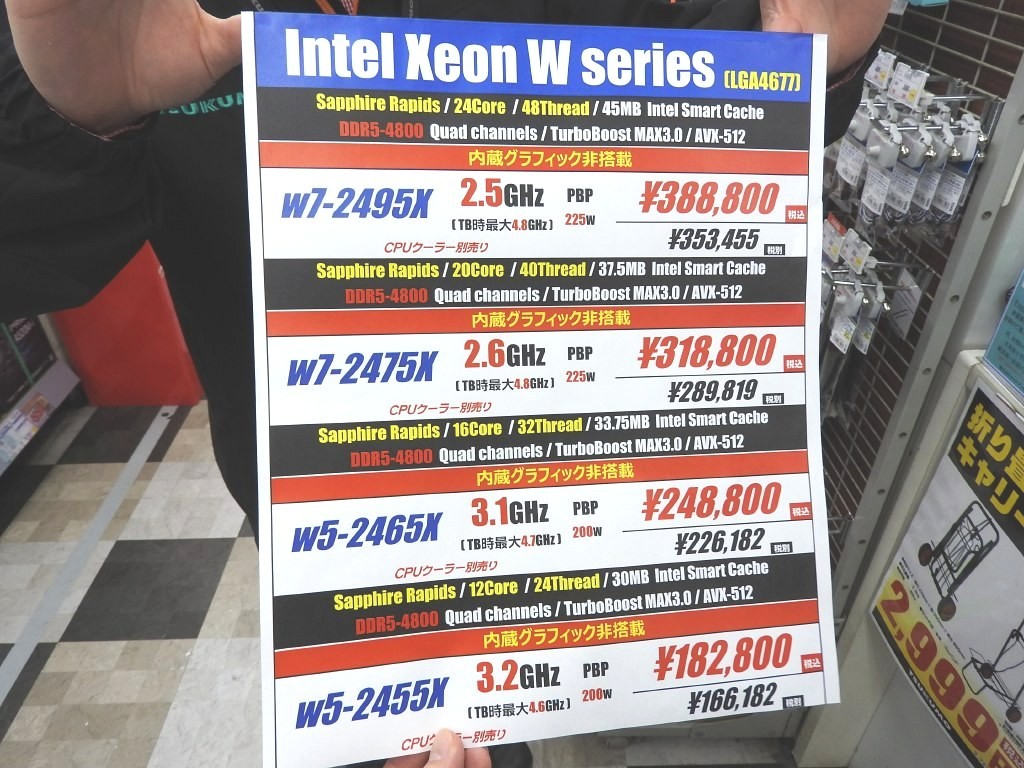 Intel Xeon W series (LGA4677)
Sapphire Rapids / 24Core / 48Thread / 45MB Intel Smart Cache
DDR5-4800 Quad channels / TurboBoost MAX3.0 / AVX-512
内蔵グラフィック非搭載
w7-2495X 2.5GHz PBP ¥388,800 税込
(TB時最大4.8GHz) 225W
CPUクーラー別売り ¥353,455 税別
Sapphire Rapids / 20Core / 40Thread / 37.5MB Intel Smart Cache
DDR5-4800 Quad channels / TurboBoost MAX3.0 / AVX-512
内蔵グラフィック非搭載
w7-2475X 2.6GHz PBP ¥318,800 税込
(TB時最大4.8GHz) 225W
CPUクーラー別売り ¥289,819 税別
Sapphire Rapids / 16Core / 32Thread / 33.75MB Intel Smart Cache
DDR5-4800 Quad channels / TurboBoost MAX3.0 / AVX-512
内蔵グラフィック非搭載
w5-2465X 3.1GHz PBP ¥248,800 税込
(TB時最大4.7GHz) 200W
CPUクーラー別売り ¥226,182 税別
Sapphire Rapids / 12Core / 24Thread / 30MB Intel Smart Cache
DDR5-4800 Quad channels / TurboBoost MAX3.0 / AVX-512
内蔵グラフィック非搭載
w5-2455X 3.2GHz PBP ¥182,800 税込
(TB時最大4.6GHz) 200W
CPUクーラー別売り ¥166,182 税別
折り
キャリー
2,999